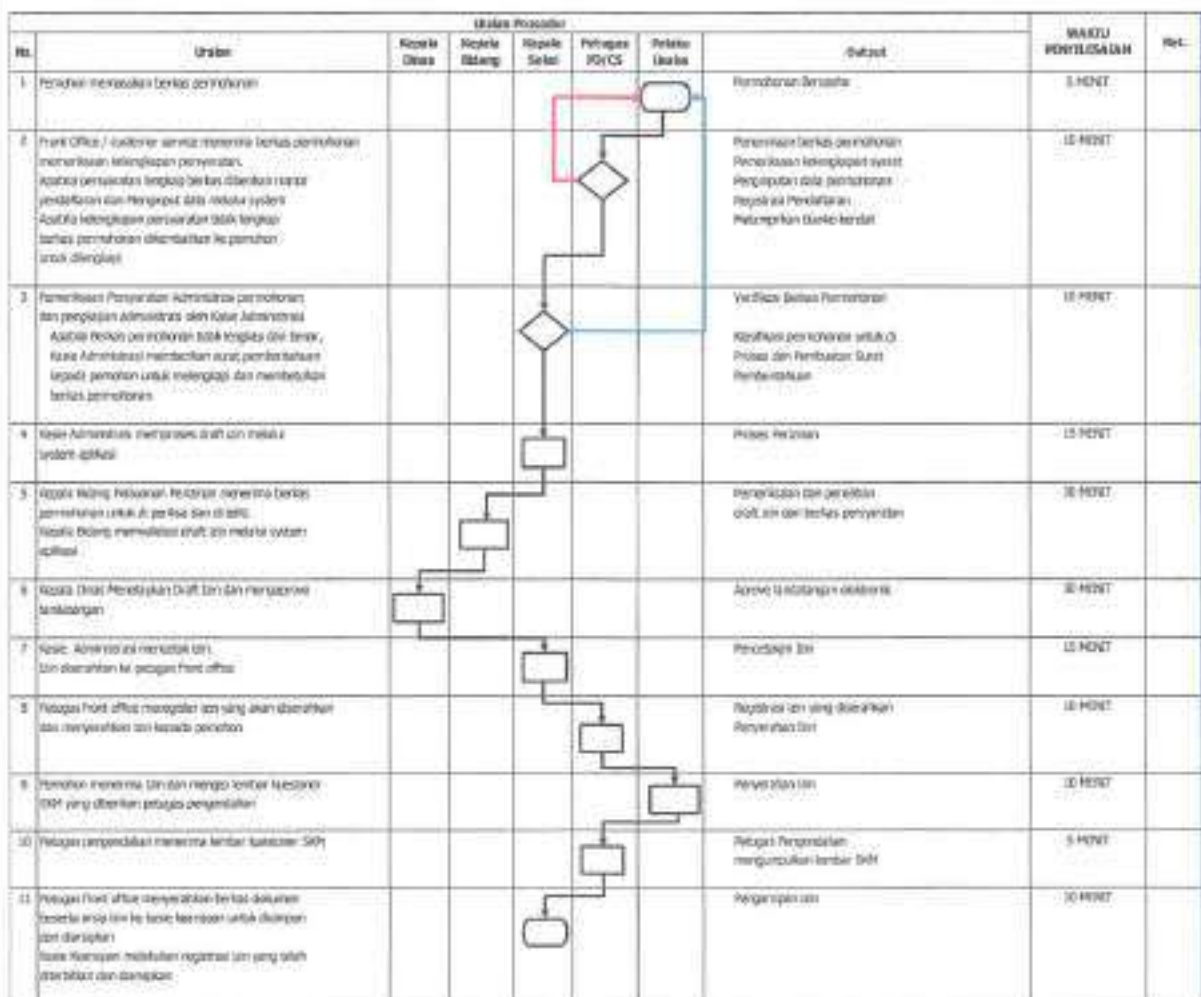 Uraian Prosedur
No.
Uraian
Kepala Dinas
Kepala Bidang
Kepala Seksi
Petugas FO/CS
Pelaku Usaha
Output
WAKTU PENYELESAIAN
Ket.
1 Pemohon memasukan berkas permohonan
Permohonan Berusaha
5 MENIT
2 Front Office / customer service menerima berkas permohonan
memeriksaan kelengkapan persyaratan.
Apabila persyaratan lengkap berkas diberikan nomor
pendaftaran dan Mengput data melalui system
Apabila kelengkapan persyaratan tidak lengkap
berkas permohonan dikembalikan ke pemohon
untuk dilengkapi
Penerimaan berkas permohonan
Pemeriksaan kelengkapan syarat
Pengimputan data permohonan
Registrasi Pendaftaran
blanko kendali
10 MENIT
3 Pemeriksaan Persyaratan Administrasi permohonan
dan pengkajian administrasi oleh Kasie Administrasi
Apabila Berkas permohonan tidak lengkap dan benar,
Kasie Administrasi memberikan surat pemberitahuan
kepada pemohon untuk melengkapi dan membetulkan
berkas permohonan
Verifikasi Berkas Permohonan
Klasifikasi permohonan untuk di
Proses dan Pembuatan Surat
Pemberitahuan
10 MENIT
4 Kasie Administrasi memproses draft izin melalui
system aplikasi
Proses Perizinan
15 MENIT
5 Kepala Bidang Pelayanan Perizinan menerima berkas
permohonan untuk di periksa dan di teliti.
Kepala Bidang memvalidasi draft izin melalui system
aplikasi
Pemeriksaan dan penelitian
draft izin dan berkas persyaratan
30 MENIT
6 Kepala Dinas Menetapkan Draft Izin dan mengaprove
tandatangan
Aprove tandatangan elektronik
30 MENIT
7 Kasie. Administrasi mencetak izin.
Izin diserahkan ke petugas front office
Pencetakan Izin
15 MENIT
8 Petugas front office meregister izin yang akan diserahkan
dan menyerahkan izin kepada pemohon
Registrasi izin yang diserahkan
Penyerahan Izin
10 MENIT
9 Pemohon menerima Izin dan mengisi lembar kuesioner
SKM yang diberikan petugas pengendalian
Penyerahan Izin
10 MENIT
10 Petugas pengendalian menerima lembar kuesioner SKM
Petugas Pengendalian
mengumpulkan lembar SKM
5 MENIT
11 Petugas front office menyerahkan berkas dokumen
beserta arsip izin ke kasie kearsipan untuk disimpan
dan diarsipkan
Kasie Kearsipan melakukan registrasi izin yang telah
diterbitkan dan diarsipkan
Pengarsipan izin
10 MENIT